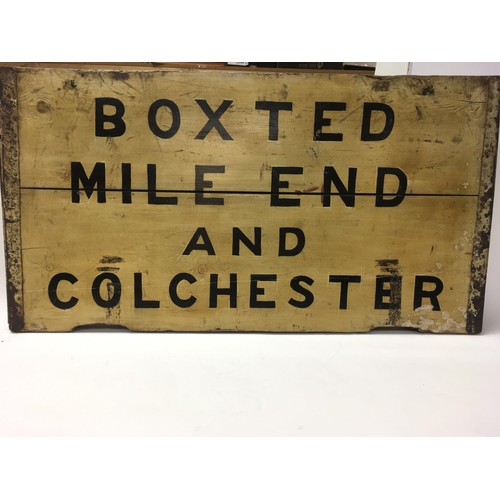 BOXTED
MILE END
AND
COLCHESTER